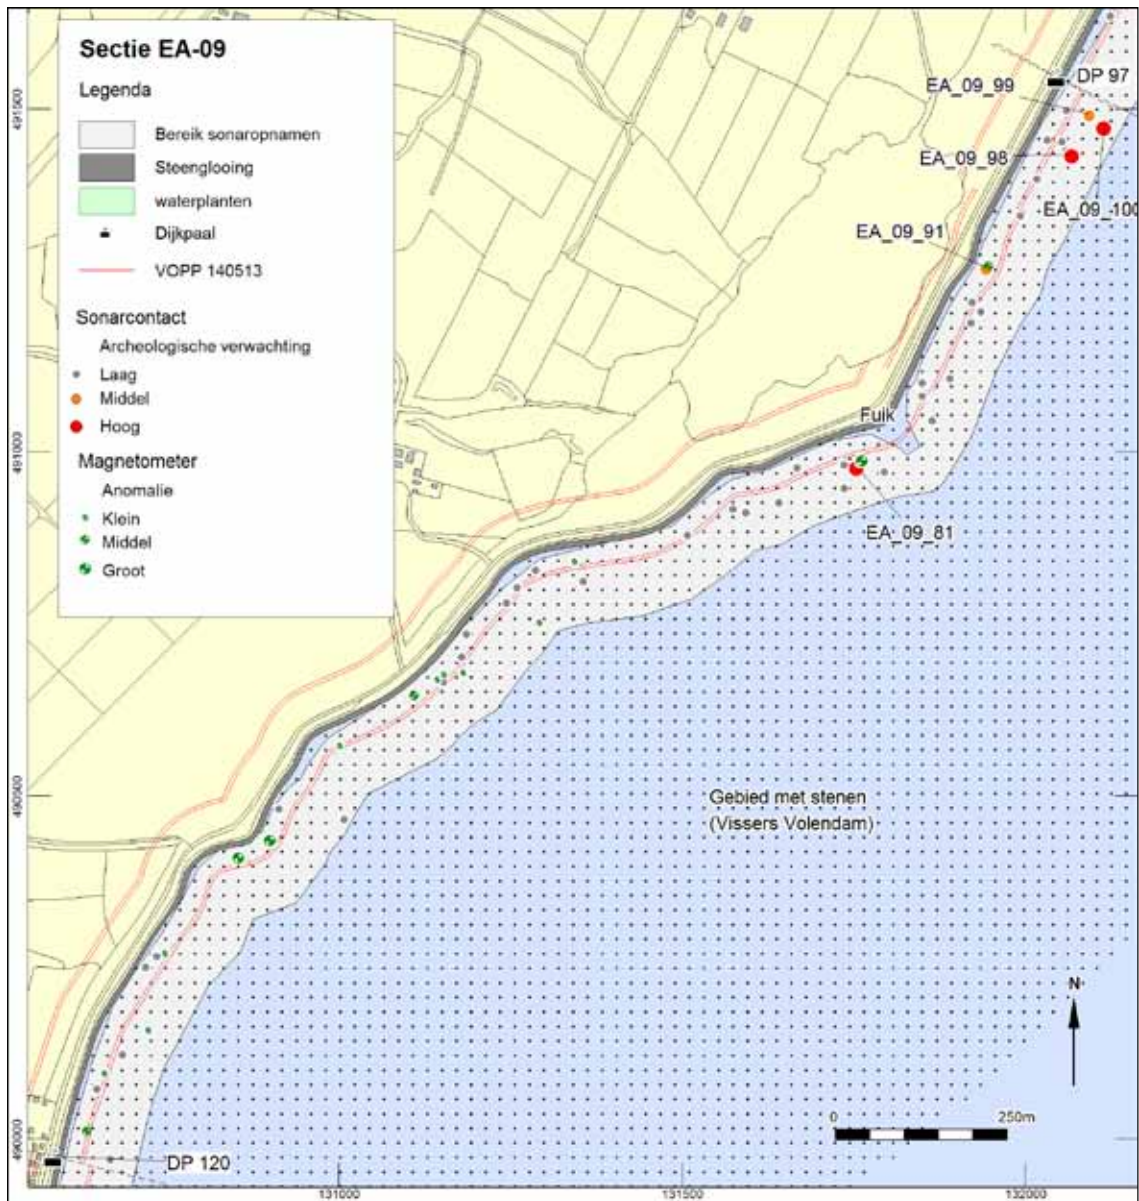 Sectie EA-09
Legenda
Bereik sonaropnamen
Steenglooing
waterplanten
Dijkpaal
VOPP 140513
Sonarcontact
Archeologische verwachting
Laag
Middel
Hoog
Magnetometer
Anomalie
Klein
Middel
Groot
DP 97
EA_09_99
EA_09_98
EA_09_100
EA_09_91
Fuik
EA_09_81
Gebied met stenen
(Vissers Volendam)
N
0 250m
DP 120
491500
491000
490500
490000
131000 131500 132000